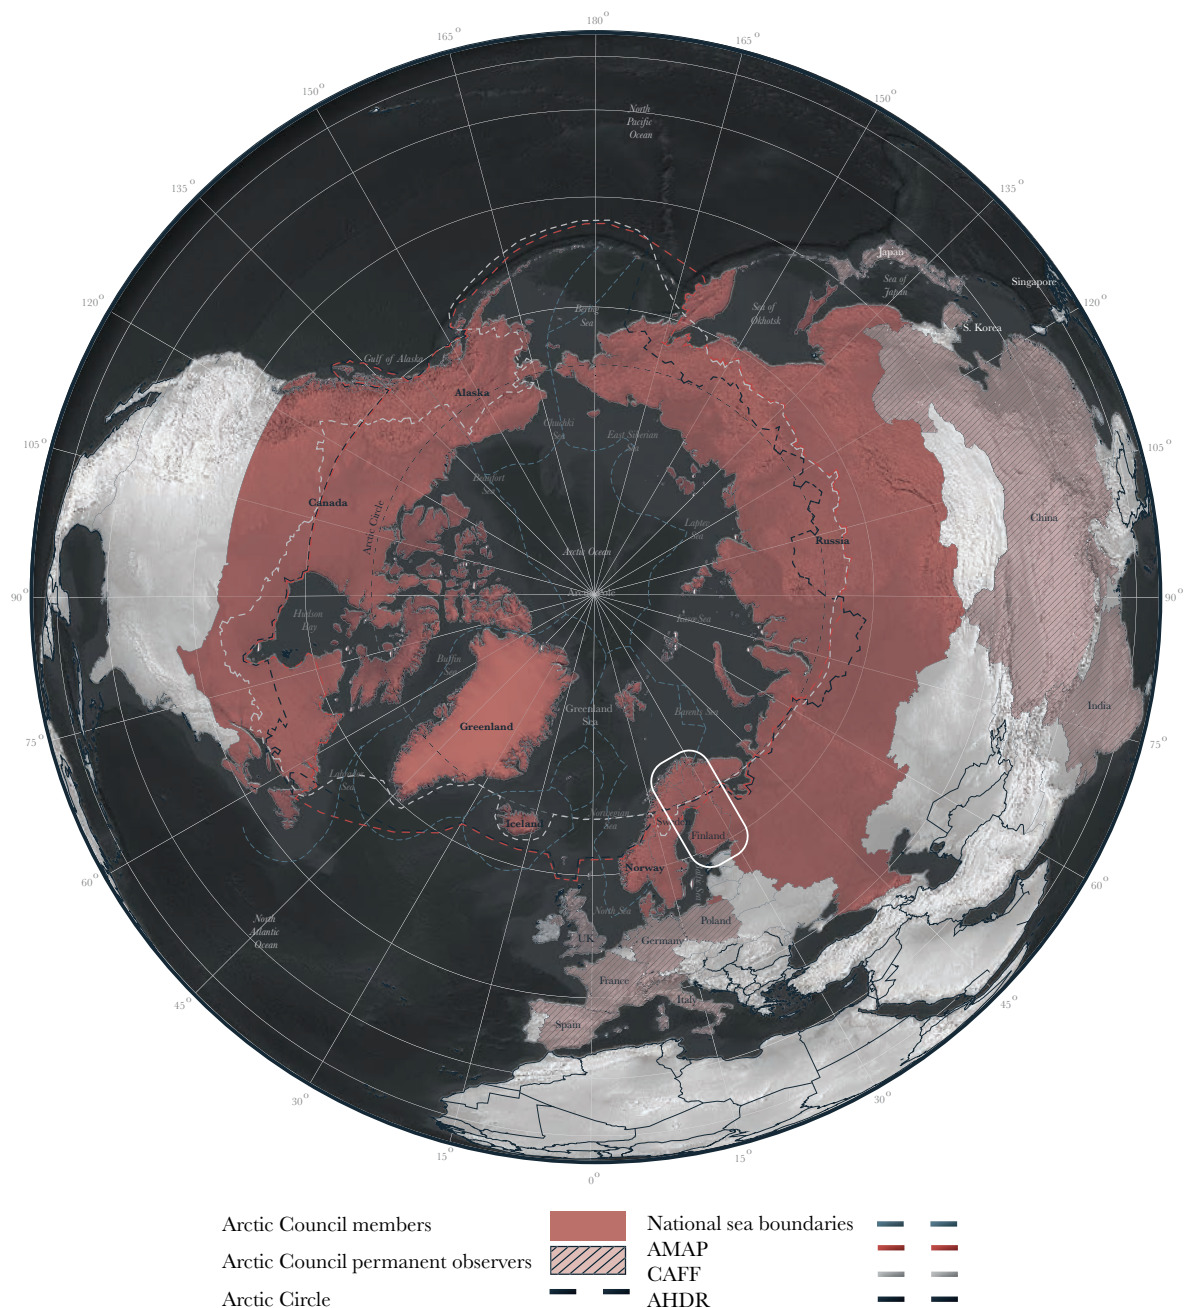 180°
165°
165°
150°
150°
135°
135°
120°
120°
105°
105°
90°
90°
75°
75°
60°
60°
45°
45°
30°
30°
15°
15°
0°
North
Pacific
Ocean
Japan
Sea of
Japan
Singapore
S. Korea
Sea of
Okhotsk
Bering
Sea
Gulf of Alaska
Alaska
Chuchki
Sea
East Siberian
Sea
Beaufort
Sea
Canada
Arctic Circle
Laptev
Sea
China
Russia
Arctic Ocean
Hudson
Bay
Kara Sea
Baffin
Greenland
Greenland
Sea
Barents Sea
India
Labrador
Sea
Iceland
Norwegian
Sea
Sweden
Finland
Norway
North Sea
North
Atlantic
Ocean
UK
Poland
Germany
France
Italy
Spain
Arctic Council members
Arctic Council permanent observers
Arctic Circle
National sea boundaries
AMAP
CAFF
AHDR